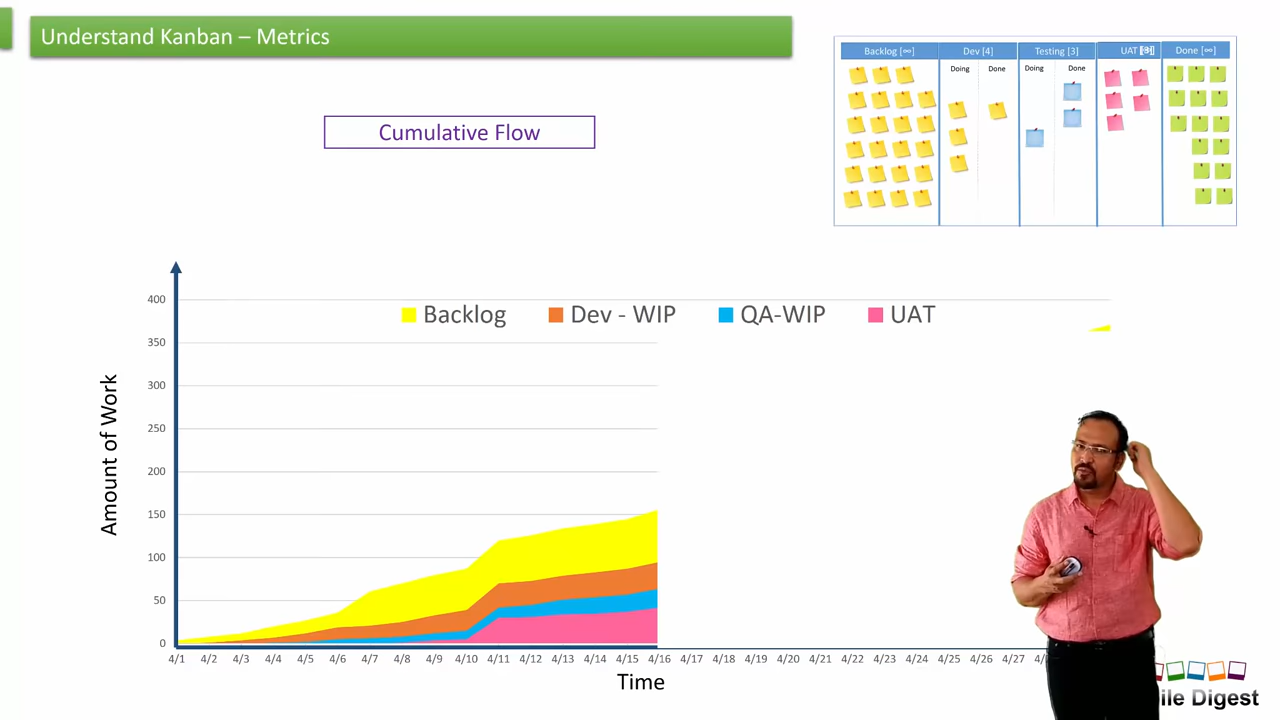 Understand Kanban – Metrics
Backlog [∞] Dev [4] Testing [3] UAT Done [∞]
Doing Done Doing Done
Cumulative Flow
Backlog Dev - WIP QA-WIP UAT
400
350
300
250
200
150
100
50
0
Amount of Work
4/1 4/2 4/3 4/4 4/5 4/6 4/7 4/8 4/9 4/10 4/11 4/12 4/13 4/14 4/15 4/16 4/17 4/18 4/19 4/20 4/21 4/22 4/23 4/24 4/25 4/26 4/27
Time
Digest